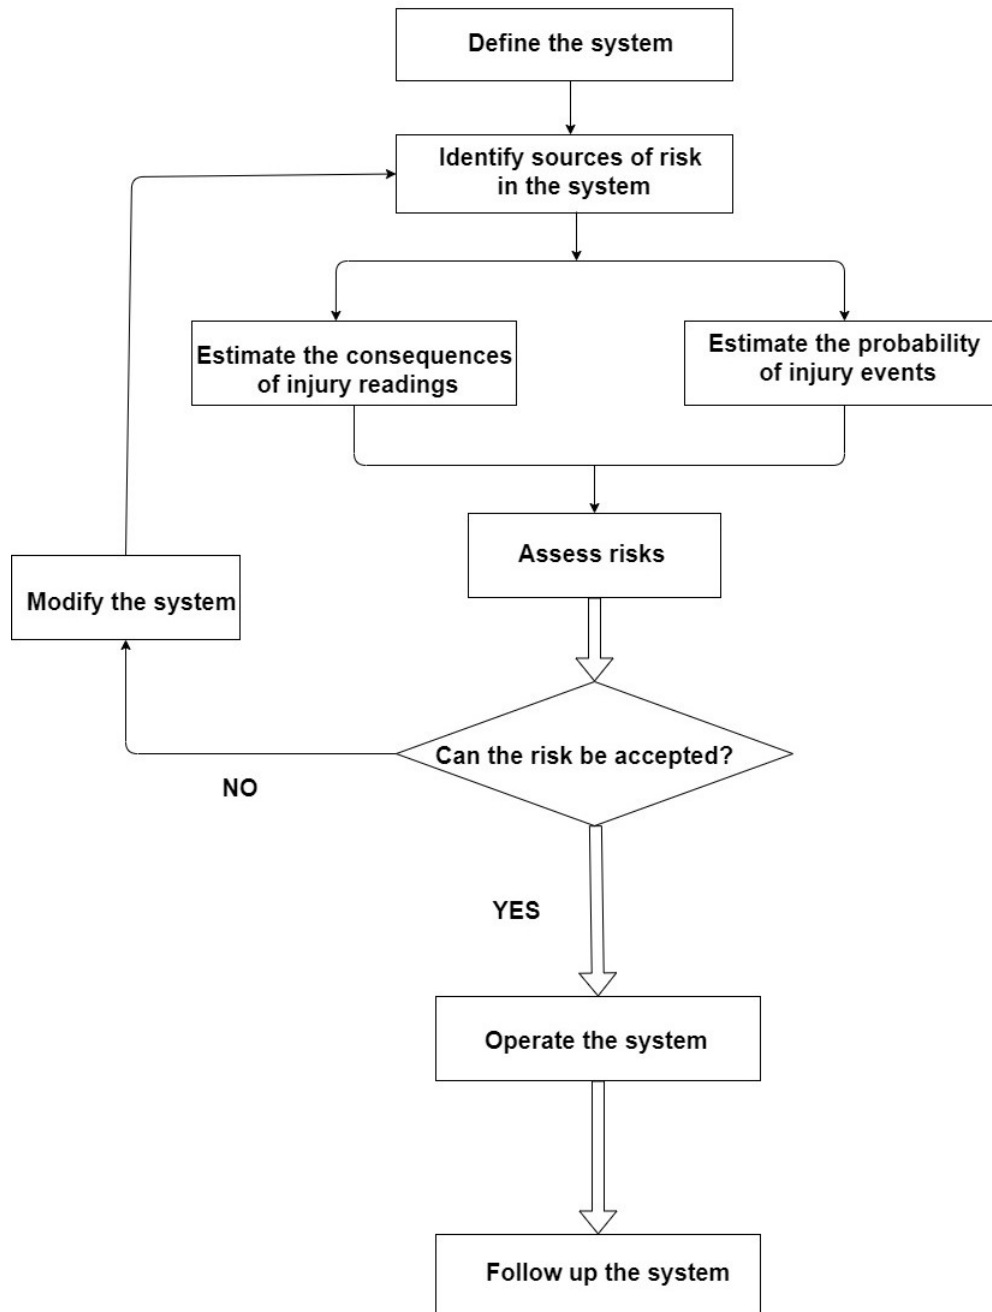 Define the system
Identify sources of risk
in the system
Estimate the consequences
of injury readings
Estimate the probability
of injury events
Assess risks
Modify the system
Can the risk be accepted?
NO
YES
Operate the system
Follow up the system